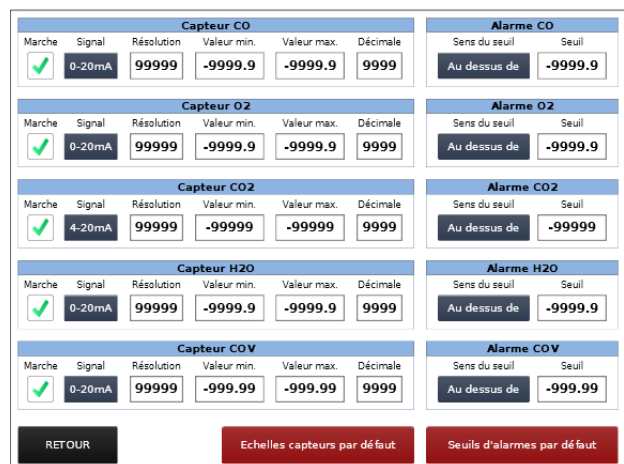 Capteur CO Alarme CO
Marche Signal Résolution Valeur min. Valeur max. Décimale Sens du seuil Seuil
0-20mA 99999 -9999.9 -9999.9 9999 Au dessus de -9999.9
Capteur O2 Alarme O2
Marche Signal Résolution Valeur min. Valeur max. Décimale Sens du seuil Seuil
0-20mA 99999 -9999.9 -9999.9 9999 Au dessus de -9999.9
Capteur CO2 Alarme CO2
Marche Signal Résolution Valeur min. Valeur max. Décimale Sens du seuil Seuil
4-20mA 99999 -99999 -99999 9999 Au dessus de -99999
Capteur H2O Alarme H2O
Marche Signal Résolution Valeur min. Valeur max. Décimale Sens du seuil Seuil
0-20mA 99999 -9999.9 -9999.9 9999 Au dessus de -9999.9
Capteur COV Alarme COV
Marche Signal Résolution Valeur min. Valeur max. Décimale Sens du seuil Seuil
0-20mA 99999 -999.99 -999.99 9999 Au dessus de -999.99
RETOUR Echelles capteurs par défaut Seuils d'alarmes par défaut